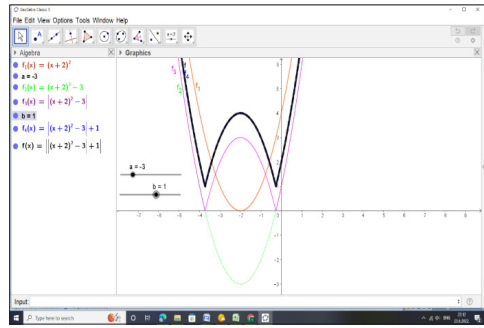 GeoGebra Classic 5
File Edit View Options Tools Window Help
Algebra
Graphics
f₁(x) = (x + 2)²
a = -3
f₂(x) = (x + 2)² − 3
f₃(x) = |(x + 2)² − 3|
b = 1
f₄(x) = |(x + 2)² − 3| + 1
f(x) = ||(x + 2)² − 3| + 1|
f₃
f₂
f₁
a = -3
b = 1
-7 -6 -5 -4 -3 -2 -1 0 1 2 3 4 5 6 7 8 9
Input:
Type here to search